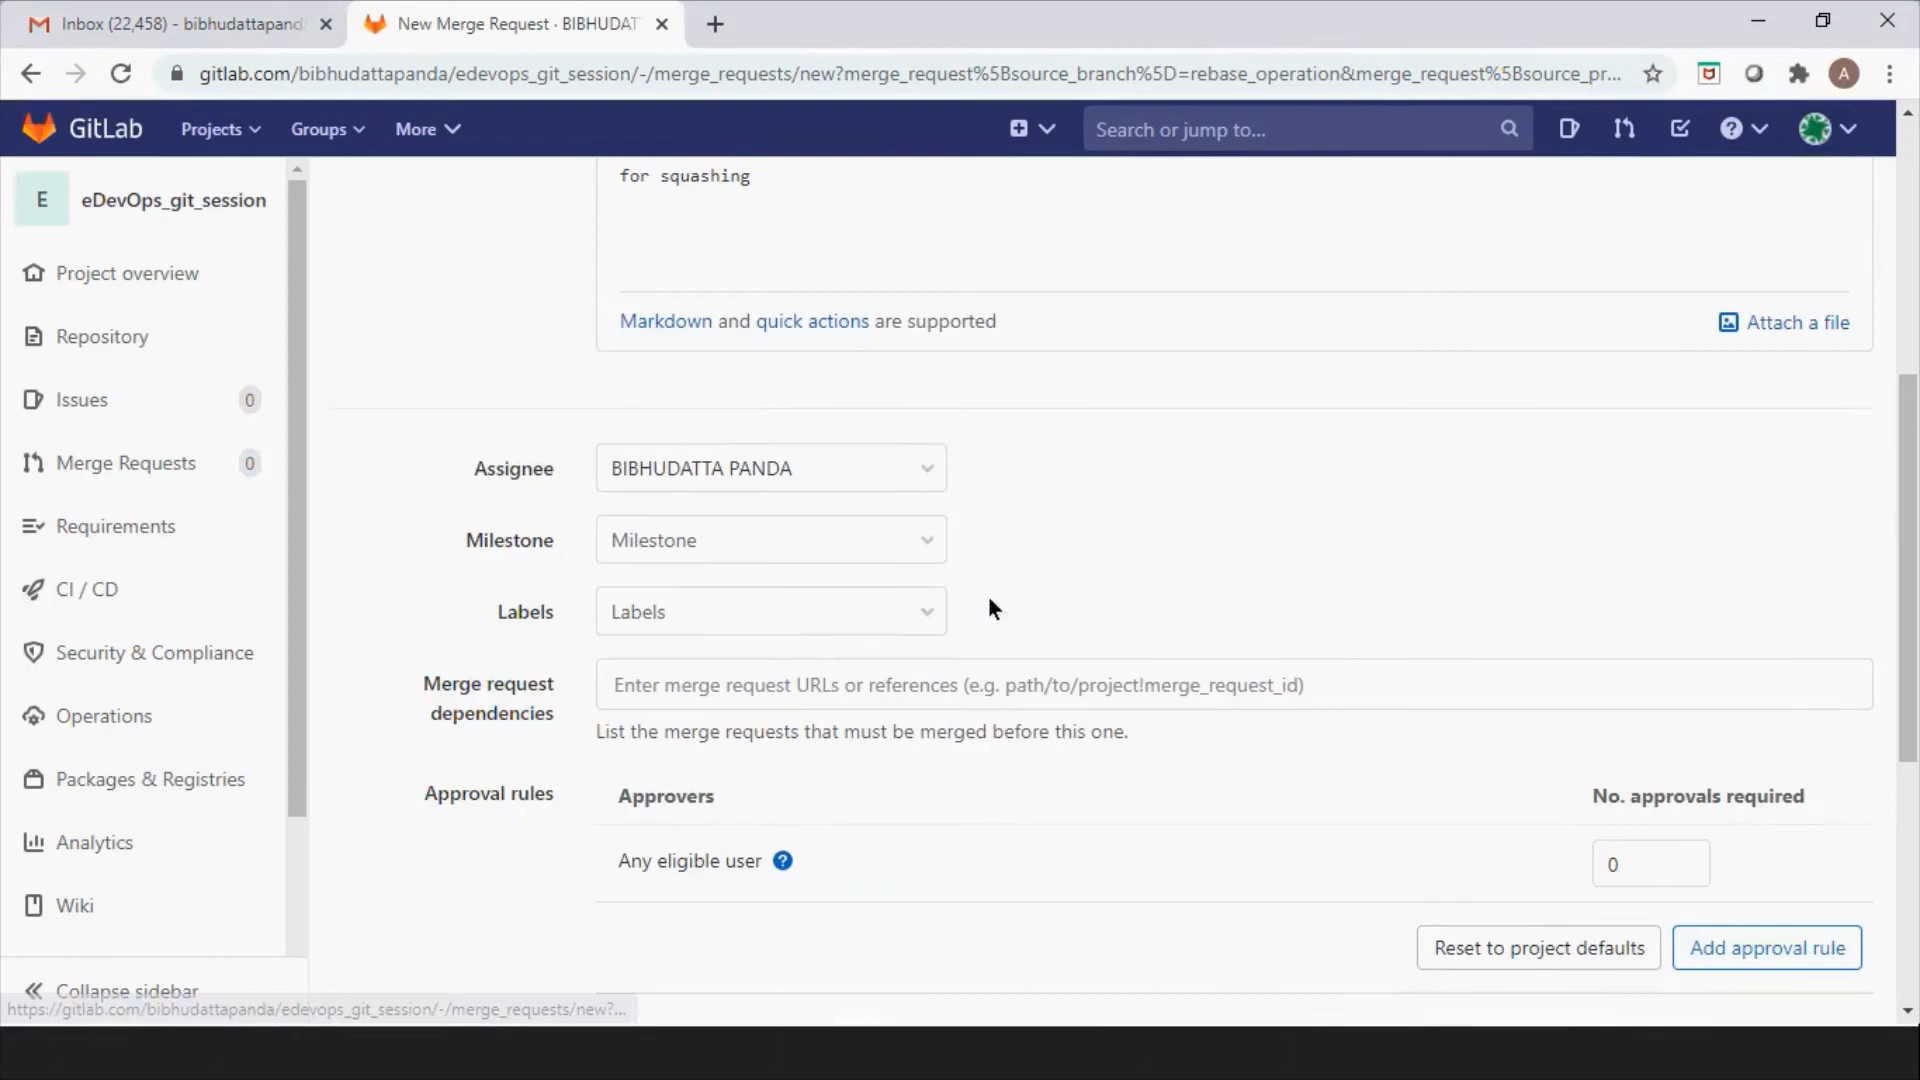 Inbox (22,458) - bibhudattapand
New Merge Request · BIBHUDAT
gitlab.com/bibhudattapanda/edevops_git_session/-/merge_requests/new?merge_request%5Bsource_branch%5D=rebase_operation&merge_request%5Bsource_pr...
A
GitLab
Projects
Groups
More
Search or jump to...
E
eDevOps_git_session
Project overview
Repository
Issues 0
Merge Requests 0
Requirements
CI / CD
Security & Compliance
Operations
Packages & Registries
Analytics
Wiki
Collapse sidebar
https://gitlab.com/bibhudattapanda/edevops_git_session/-/merge_requests/new?...
for squashing
Markdown and quick actions are supported
Attach a file
Assignee
BIBHUDATTA PANDA
Milestone
Milestone
Labels
Labels
Merge request
dependencies
Enter merge request URLs or references (e.g. path/to/project!merge_request_id)
List the merge requests that must be merged before this one.
Approval rules
Approvers
No. approvals required
Any eligible user ?
0
Reset to project defaults
Add approval rule